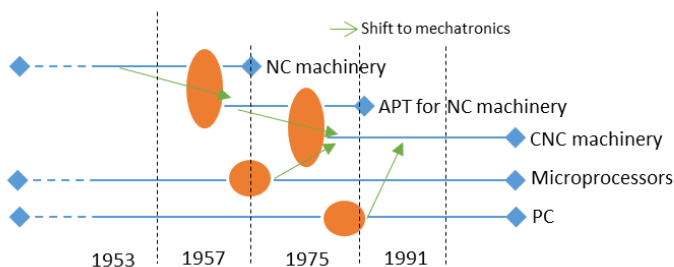 Shift to mechatronics
NC machinery
APT for NC machinery
CNC machinery
Microprocessors
PC
1953 1957 1975 1991